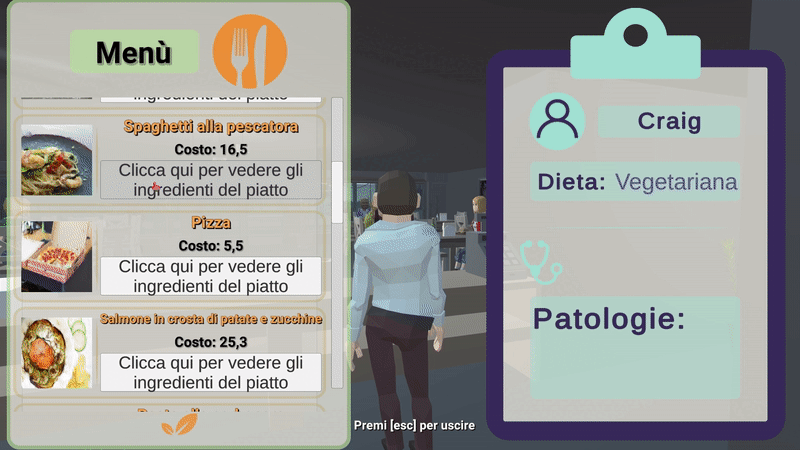 Menù
ingredienti del piatto
Spaghetti alla pescatora
Costo: 16,5
Clicca qui per vedere gli
ingredienti del piatto
Pizza
Costo: 5,5
Clicca qui per vedere gli
ingredienti del piatto
Salmone in crosta di patate e zucchine
Costo: 25,3
Clicca qui per vedere gli
ingredienti del piatto
Premi [esc] per uscire
Craig
Dieta: Vegetariana
Patologie: